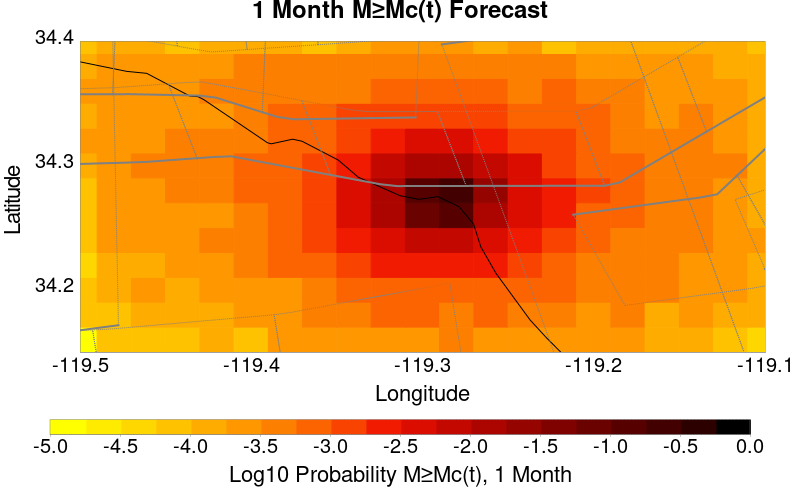 1 Month M≥Mc(t) Forecast
34.4
34.3
34.2
Latitude
-119.5 -119.4 -119.3 -119.2 -119.1
Longitude
-5.0 -4.5 -4.0 -3.5 -3.0 -2.5 -2.0 -1.5 -1.0 -0.5 0.0
Log10 Probability M≥Mc(t), 1 Month